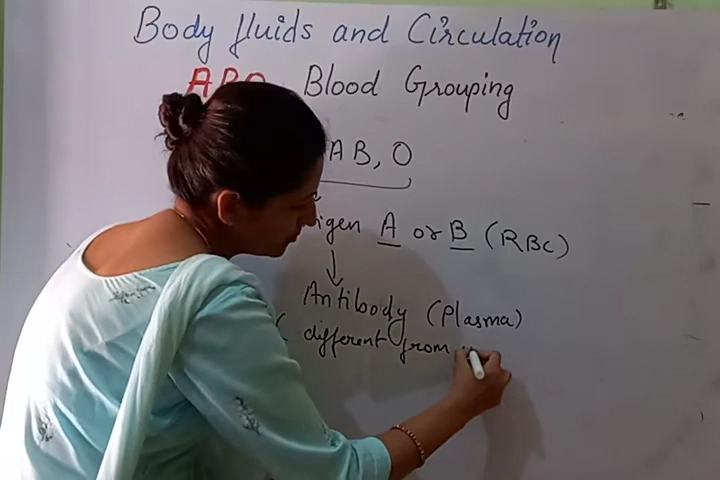 Body fluids and Circulation
ABO Blood Grouping
AB, O
igen A or B (RBC)
Antibody (Plasma)
( different from